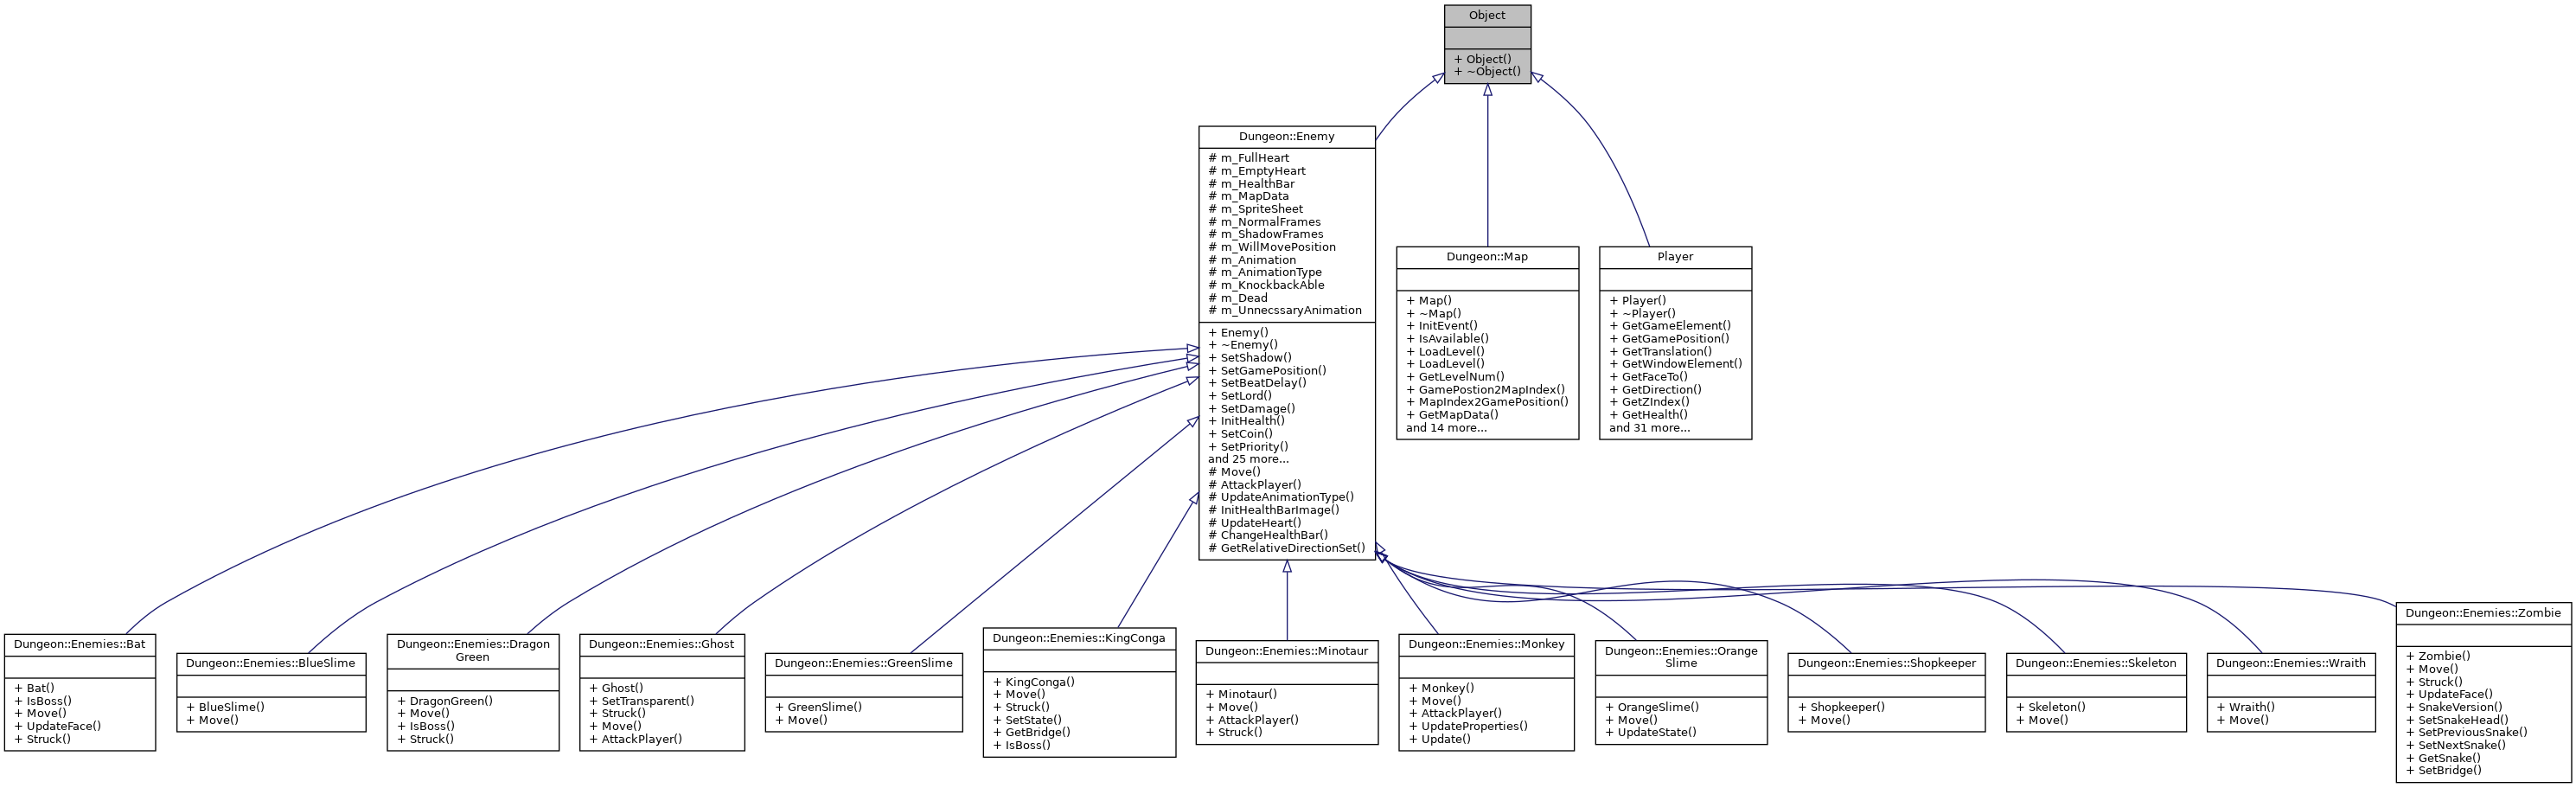 Object
+ Object()
+ ~Object()
Dungeon::Enemy
# m_FullHeart
# m_EmptyHeart
# m_HealthBar
# m_MapData
# m_SpriteSheet
# m_NormalFrames
# m_ShadowFrames
# m_WillMovePosition
# m_Animation
# m_AnimationType
# m_KnockbackAble
# m_Dead
# m_UnnecssaryAnimation
+ Enemy()
+ ~Enemy()
+ SetShadow()
+ SetGamePosition()
+ SetBeatDelay()
+ SetLord()
+ SetDamage()
+ InitHealth()
+ SetCoin()
+ SetPriority()
and 25 more...
# Move()
# AttackPlayer()
# UpdateAnimationType()
# InitHealthBarImage()
# UpdateHeart()
# ChangeHealthBar()
# GetRelativeDirectionSet()
Dungeon::Map
+ Map()
+ ~Map()
+ InitEvent()
+ IsAvailable()
+ LoadLevel()
+ LoadLevel()
+ GetLevelNum()
+ GamePostion2MapIndex()
+ MapIndex2GamePosition()
+ GetMapData()
and 14 more...
Player
+ Player()
+ ~Player()
+ GetGameElement()
+ GetGamePosition()
+ GetTranslation()
+ GetWindowElement()
+ GetFaceTo()
+ GetDirection()
+ GetZIndex()
+ GetHealth()
and 31 more...
Dungeon::Enemies::Bat
+ Bat()
+ IsBoss()
+ Move()
+ UpdateFace()
+ Struck()
Dungeon::Enemies::BlueSlime
+ BlueSlime()
+ Move()
Dungeon::Enemies::Dragon
Green
+ DragonGreen()
+ Move()
+ IsBoss()
+ Struck()
Dungeon::Enemies::Ghost
+ Ghost()
+ SetTransparent()
+ Struck()
+ Move()
+ AttackPlayer()
Dungeon::Enemies::GreenSlime
+ GreenSlime()
+ Move()
Dungeon::Enemies::KingConga
+ KingConga()
+ Move()
+ Struck()
+ SetState()
+ GetBridge()
+ IsBoss()
Dungeon::Enemies::Minotaur
+ Minotaur()
+ Move()
+ AttackPlayer()
+ Struck()
Dungeon::Enemies::Monkey
+ Monkey()
+ Move()
+ AttackPlayer()
+ UpdateProperties()
+ Update()
Dungeon::Enemies::Orange
Slime
+ OrangeSlime()
+ Move()
+ UpdateState()
Dungeon::Enemies::Shopkeeper
+ Shopkeeper()
+ Move()
Dungeon::Enemies::Skeleton
+ Skeleton()
+ Move()
Dungeon::Enemies::Wraith
+ Wraith()
+ Move()
Dungeon::Enemies::Zombie
+ Zombie()
+ Move()
+ Struck()
+ UpdateFace()
+ SnakeVersion()
+ SetSnakeHead()
+ SetPreviousSnake()
+ SetNextSnake()
+ GetSnake()
+ SetBridge()